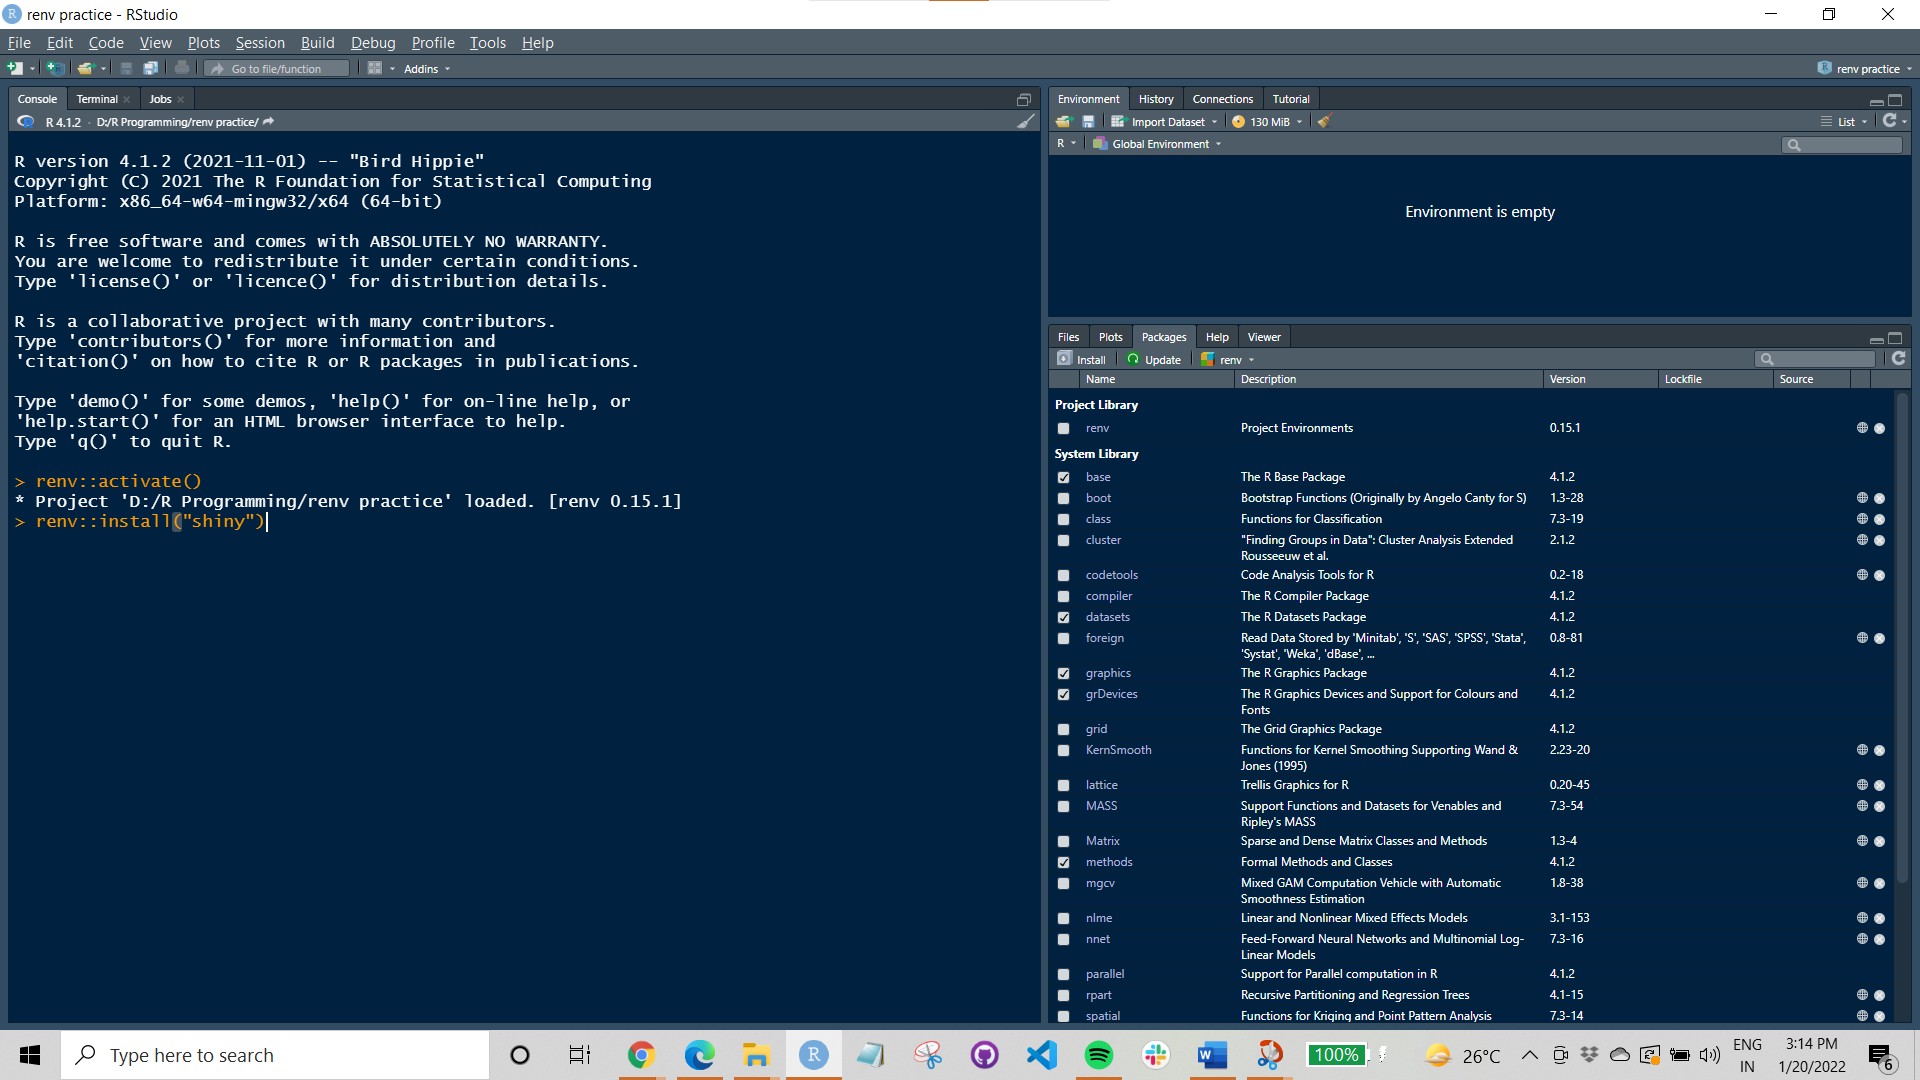 renv practice - RStudio
File Edit Code View Plots Session Build Debug Profile Tools Help
Go to file/function Addins renv practice
Console Terminal Jobs
R 4.1.2 · D:/R Programming/renv practice/
R version 4.1.2 (2021-11-01) -- "Bird Hippie"
Copyright (C) 2021 The R Foundation for Statistical Computing
Platform: x86_64-w64-mingw32/x64 (64-bit)
R is free software and comes with ABSOLUTELY NO WARRANTY.
You are welcome to redistribute it under certain conditions.
Type 'license()' or 'licence()' for distribution details.
R is a collaborative project with many contributors.
Type 'contributors()' for more information and
'citation()' on how to cite R or R packages in publications.
Type 'demo()' for some demos, 'help()' for on-line help, or
'help.start()' for an HTML browser interface to help.
Type 'q()' to quit R.
> renv::activate()
* Project 'D:/R Programming/renv practice' loaded. [renv 0.15.1]
> renv::install("shiny")
Environment History Connections Tutorial
Import Dataset 130 MiB List
R Global Environment
Environment is empty
Files Plots Packages Help Viewer
Install Update renv
Name Description Version Lockfile Source
Project Library
renv Project Environments 0.15.1
System Library
base The R Base Package 4.1.2
boot Bootstrap Functions (Originally by Angelo Canty for S) 1.3-28
class Functions for Classification 7.3-19
cluster "Finding Groups in Data": Cluster Analysis Extended 2.1.2
Rousseeuw et al.
codetools Code Analysis Tools for R 0.2-18
compiler The R Compiler Package 4.1.2
datasets The R Datasets Package 4.1.2
foreign Read Data Stored by 'Minitab', 'S', 'SAS', 'SPSS', 'Stata', 0.8-81
'Systat', 'Weka', 'dBase', ...
graphics The R Graphics Package 4.1.2
grDevices The R Graphics Devices and Support for Colours and 4.1.2
Fonts
grid The Grid Graphics Package 4.1.2
KernSmooth Functions for Kernel Smoothing Supporting Wand & 2.23-20
Jones (1995)
lattice Trellis Graphics for R 0.20-45
MASS Support Functions and Datasets for Venables and 7.3-54
Ripley's MASS
Matrix Sparse and Dense Matrix Classes and Methods 1.3-4
methods Formal Methods and Classes 4.1.2
mgcv Mixed GAM Computation Vehicle with Automatic 1.8-38
Smoothness Estimation
nlme Linear and Nonlinear Mixed Effects Models 3.1-153
nnet Feed-Forward Neural Networks and Multinomial Log- 7.3-16
Linear Models
parallel Support for Parallel computation in R 4.1.2
rpart Recursive Partitioning and Regression Trees 4.1-15
spatial Functions for Kriging and Point Pattern Analysis 7.3-14
Type here to search
100%
26°C
ENG
IN
3:14 PM
1/20/2022
6